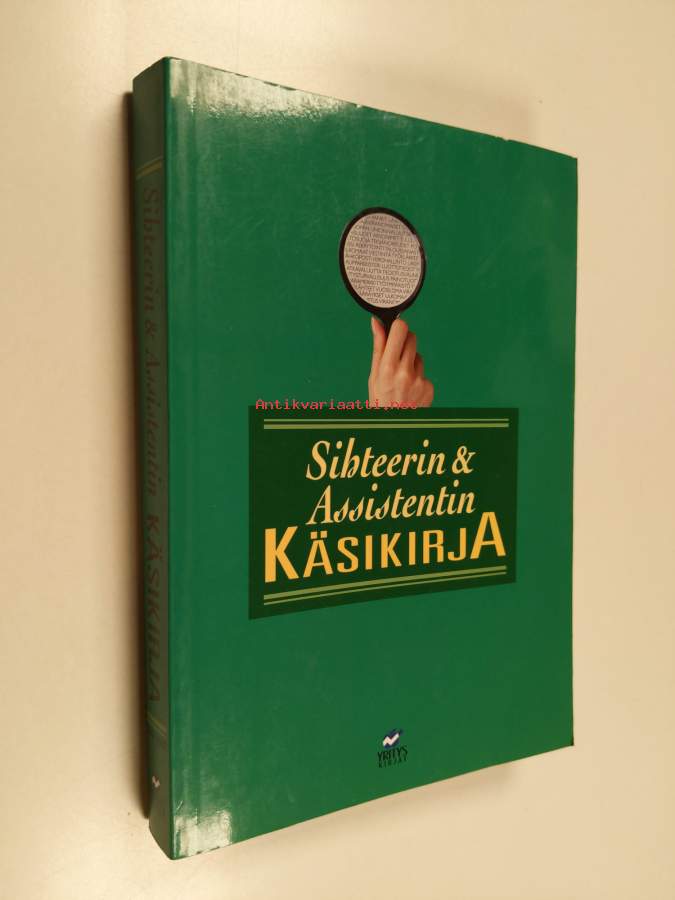 Sihteerin & Assistentin KÄSIKIRJA
Antikvariaatti.net
Sihteerin &
Assistentin
KÄSIKIRJA
YRITYS
KIRJAT